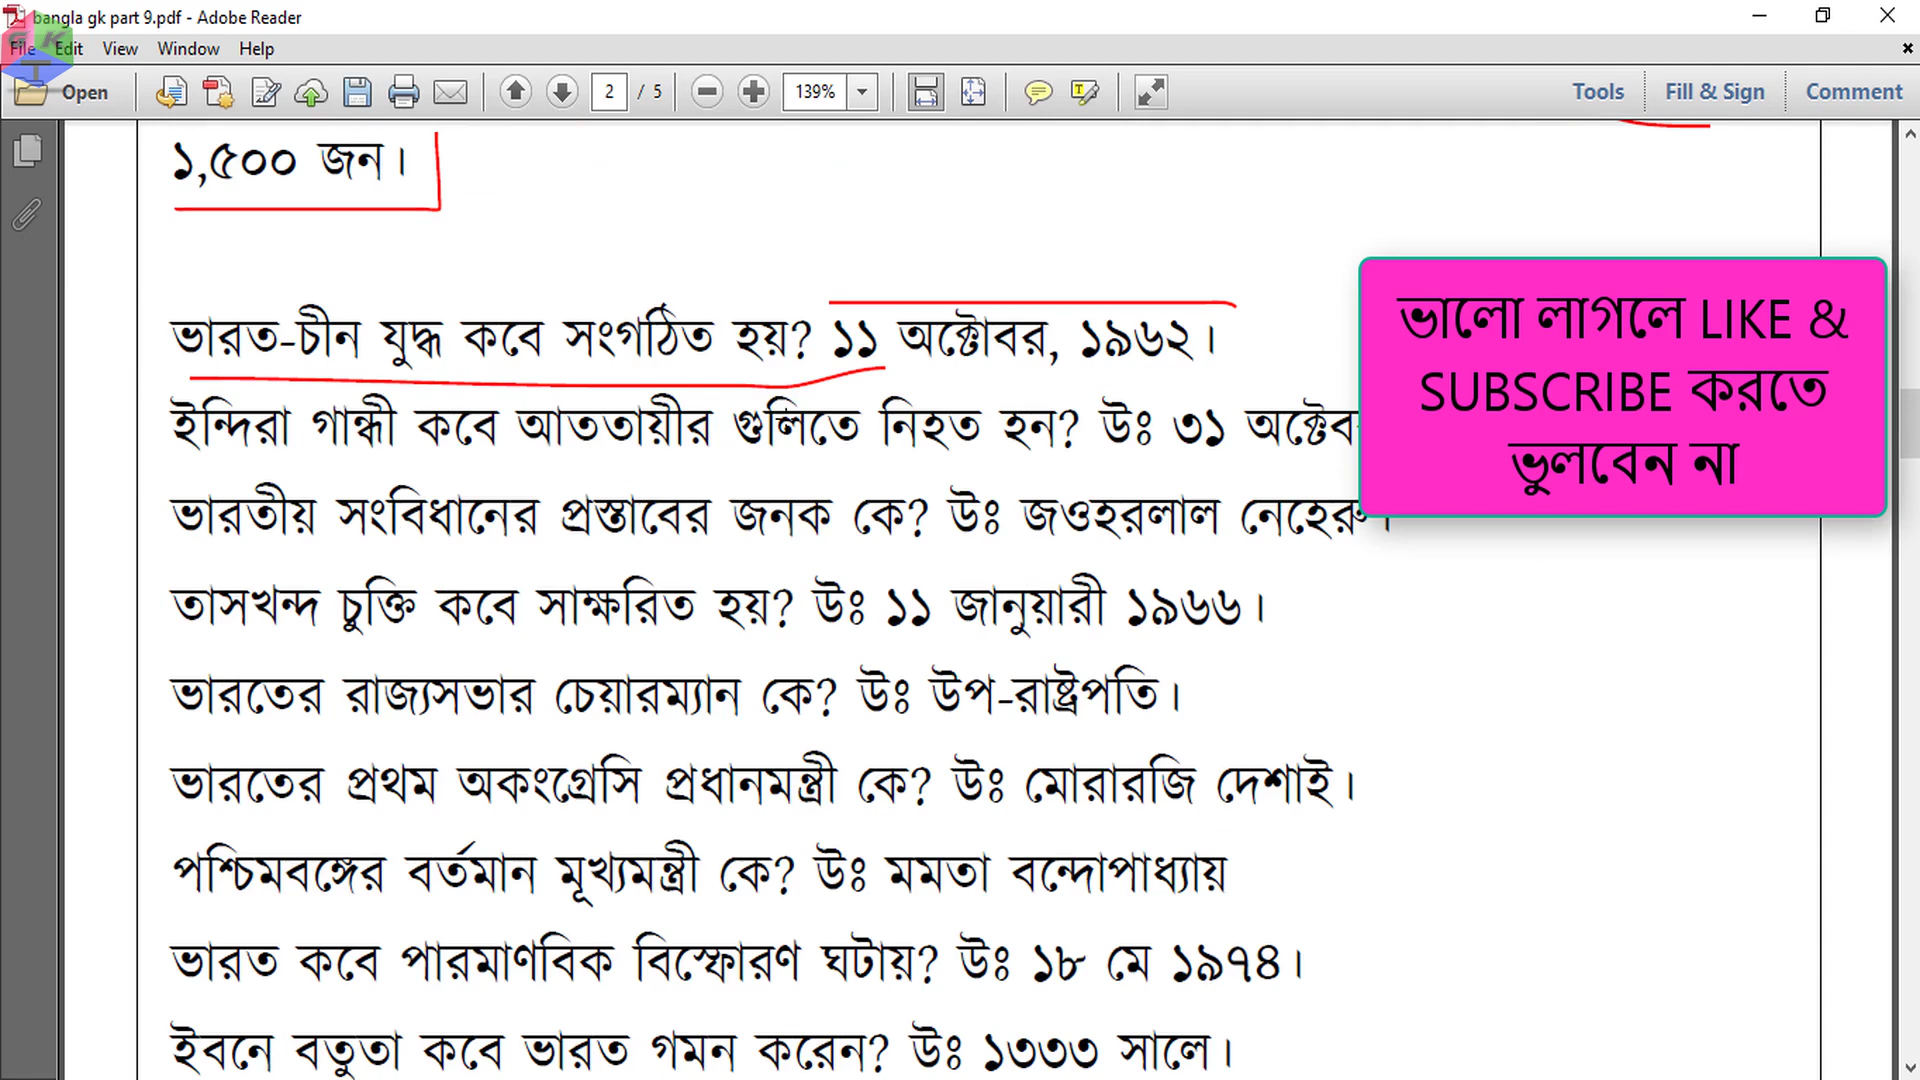 bangla gk part 9.pdf - Adobe Reader
GK
T
File Edit View Window Help
Open 2 / 5 139% Tools Fill & Sign Comment
১,৫০০ জন।
ভারত-চীন যুদ্ধ কবে সংগঠিত হয়? ১১ অক্টোবর, ১৯৬২।
ইন্দিরা গান্ধী কবে আততায়ীর গুলিতে নিহত হন? উঃ ৩১
ভারতীয় সংবিধানের প্রস্তাবের জনক কে? উঃ জওহরলাল নেহেরু।
তাসখন্দ চুক্তি কবে সাক্ষরিত হয়? উঃ ১১ জানুয়ারী ১৯৬৬।
ভারতের রাজ্যসভার চেয়ারম্যান কে? উঃ উপ-রাষ্ট্রপতি।
ভারতের প্রথম অকংগ্রেসি প্রধানমন্ত্রী কে? উঃ মোরারজি দেশাই।
পশ্চিমবঙ্গের বর্তমান মূখ্যমন্ত্রী কে? উঃ মমতা বন্দোপাধ্যায়
ভারত কবে পারমাণবিক বিস্ফোরণ ঘটায়? উঃ ১৮ মে ১৯৭৪।
ইবনে বতুতা কবে ভারত গমন করেন? উঃ ১৩৩৩ সালে।
ভালো লাগলে LIKE &
SUBSCRIBE করতে
ভুলবেন না